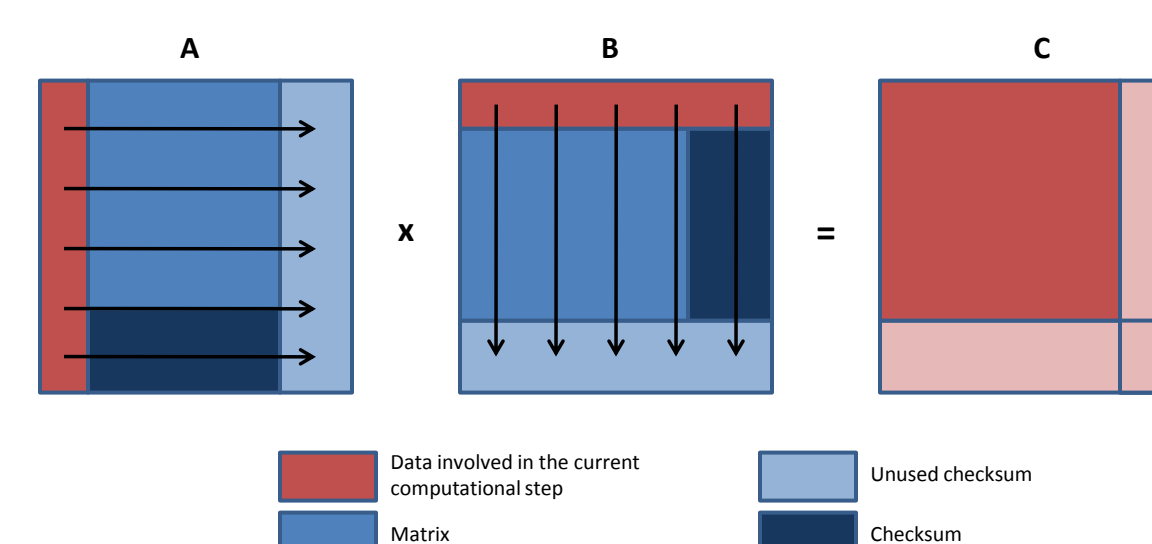 A
B
C
x
=
Data involved in the current
computational step
Unused checksum
Matrix
Checksum